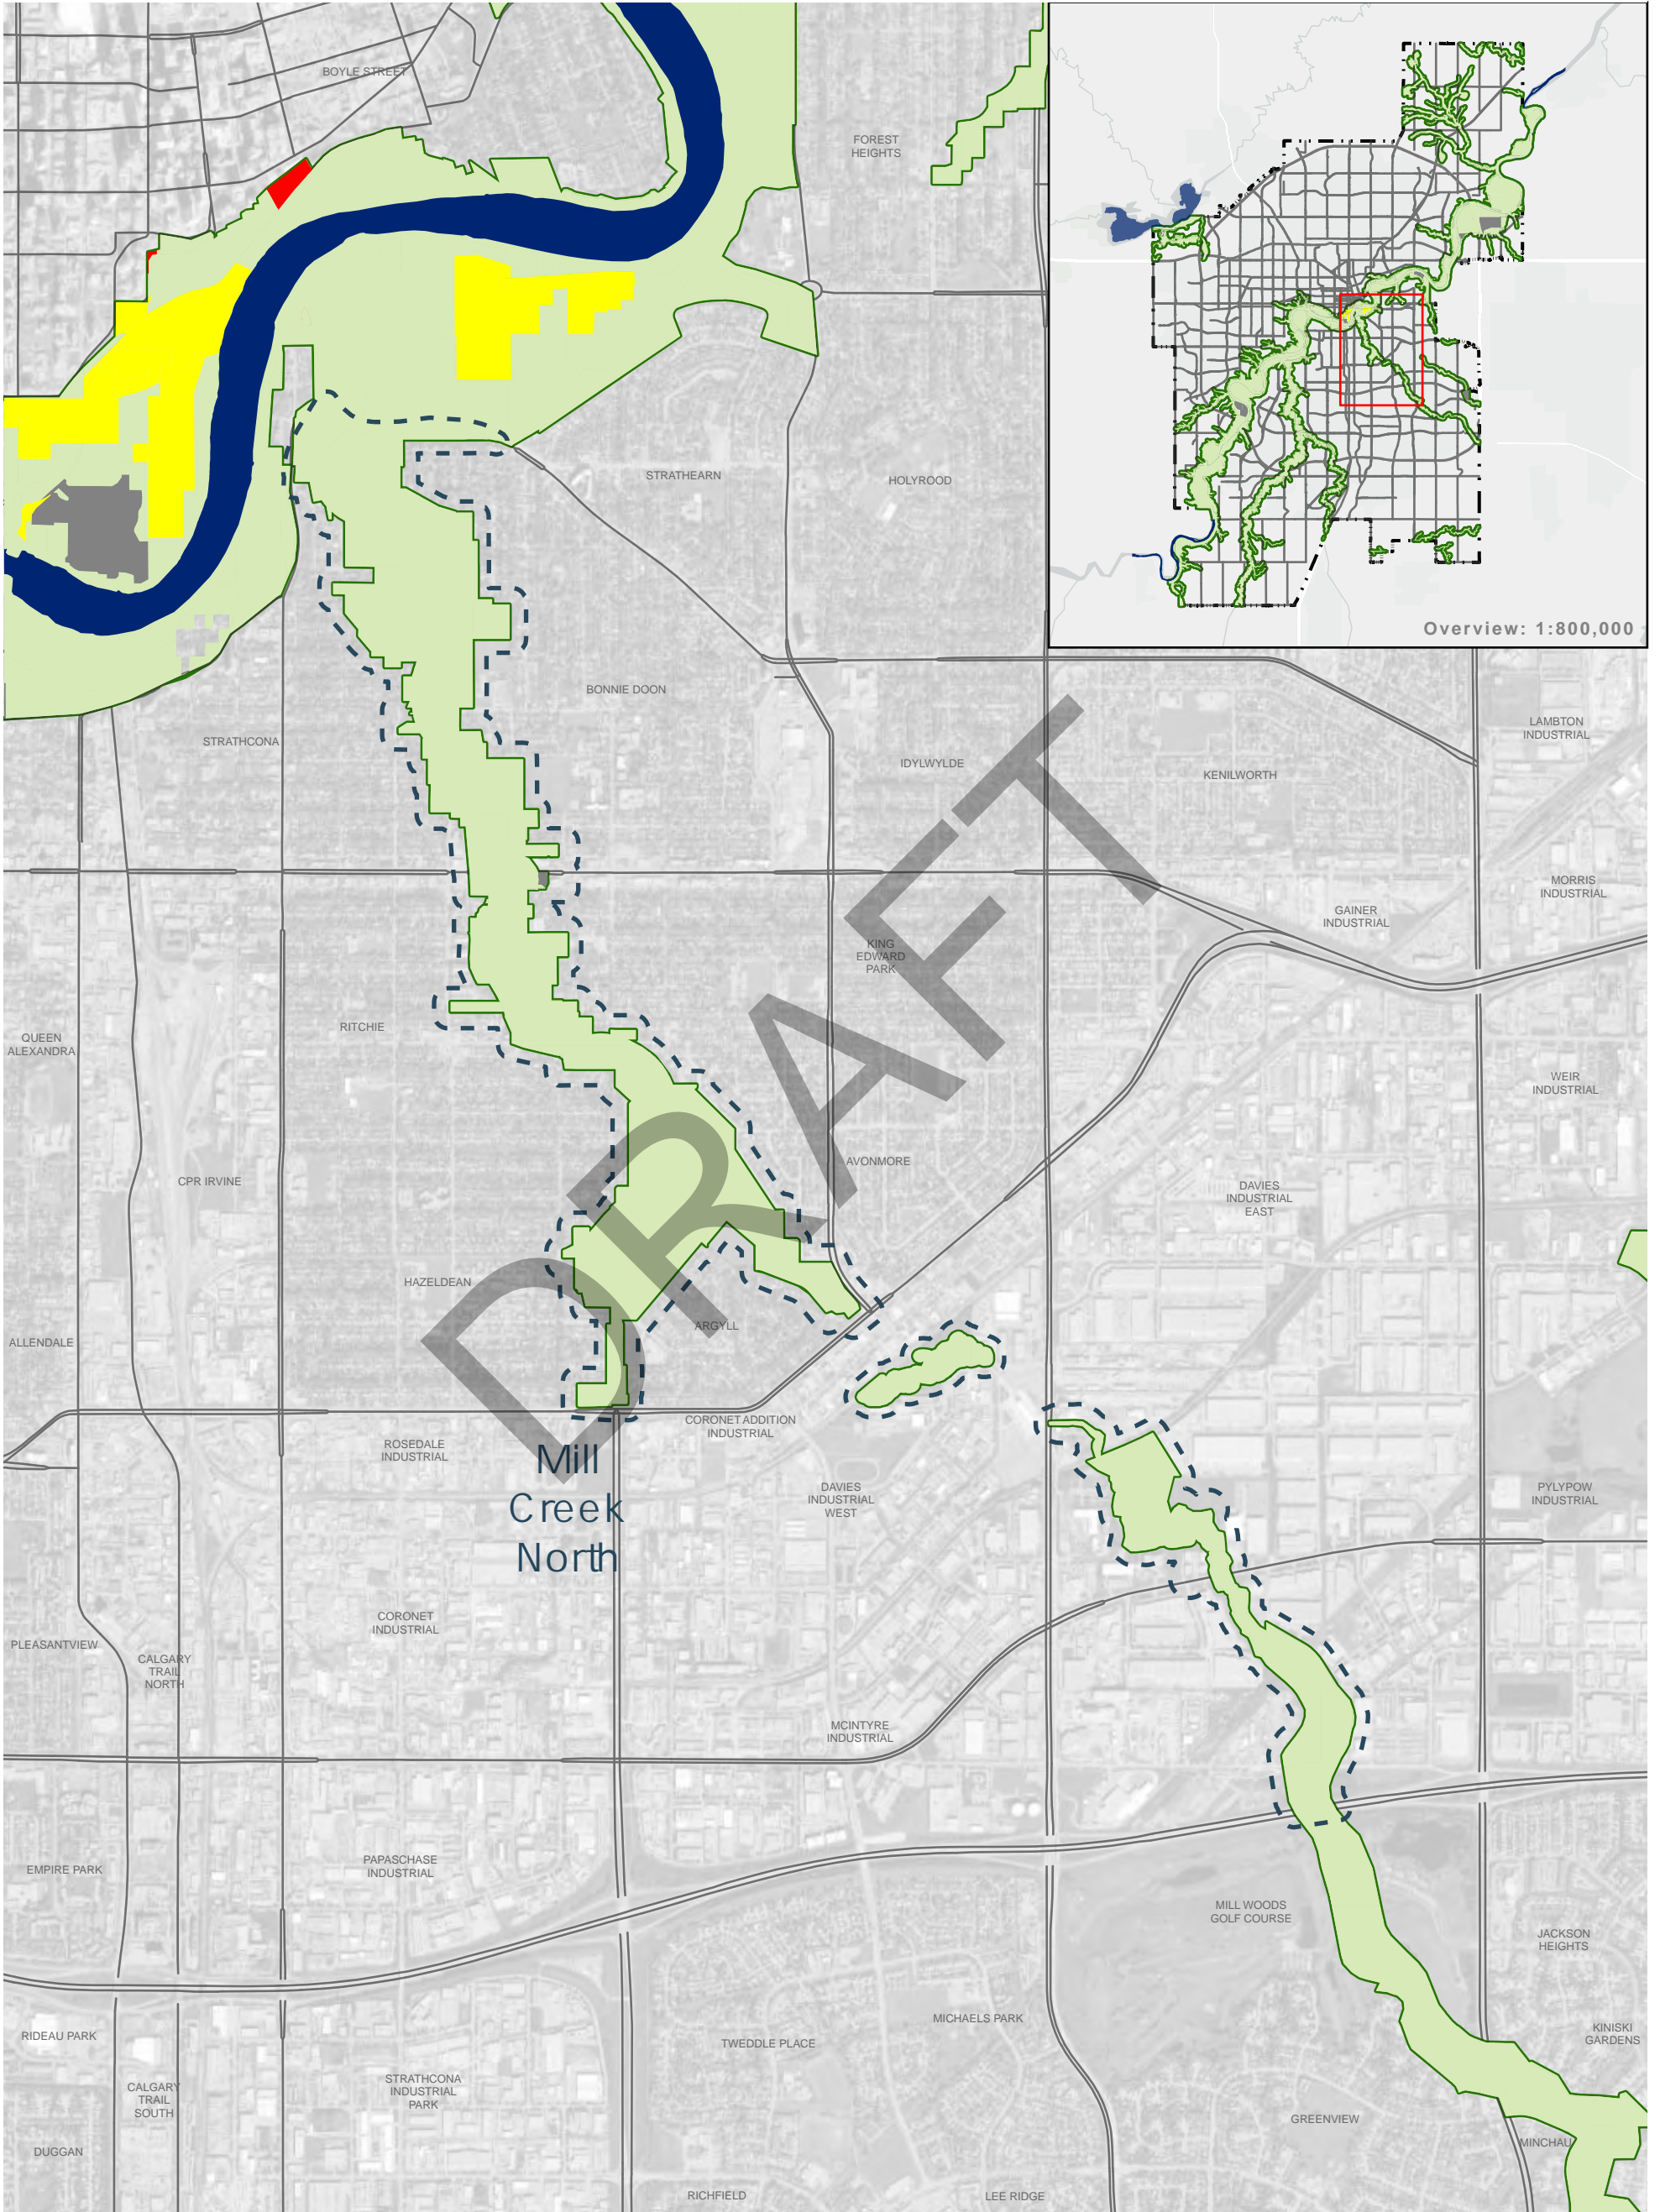 BOYLE STREET
FOREST
HEIGHTS
Overview: 1:800,000
STRATHEARN
HOLYROOD
BONNIE DOON
STRATHCONA
IDYLWYLDE
KENILWORTH
LAMBTON
INDUSTRIAL
MORRIS
INDUSTRIAL
GAINER
INDUSTRIAL
KING
EDWARD
PARK
RITCHIE
QUEEN
ALEXANDRA
WEIR
INDUSTRIAL
DRAFT
AVONMORE
CPR IRVINE
DAVIES
INDUSTRIAL
EAST
HAZELDEAN
ARGYLL
ALLENDALE
CORONET ADDITION
INDUSTRIAL
ROSEDALE
INDUSTRIAL
Mill
Creek
North
DAVIES
INDUSTRIAL
WEST
PYLYPOW
INDUSTRIAL
CORONET
INDUSTRIAL
PLEASANTVIEW
CALGARY
TRAIL
NORTH
MCINTYRE
INDUSTRIAL
EMPIRE PARK
PAPASCHASE
INDUSTRIAL
MILL WOODS
GOLF COURSE
JACKSON
HEIGHTS
MICHAELS PARK
KINISKI
GARDENS
RIDEAU PARK
TWEDDLE PLACE
CALGARY
TRAIL
SOUTH
STRATHCONA
INDUSTRIAL
PARK
GREENVIEW
MINCHAU
DUGGAN
RICHFIELD
LEE RIDGE